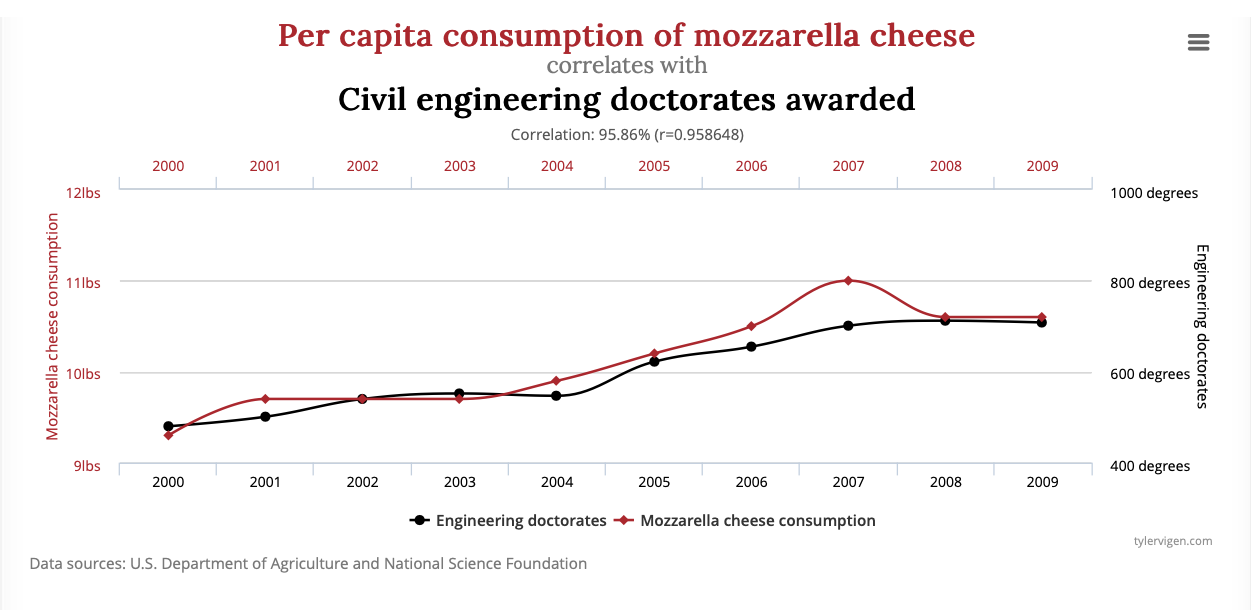 Per capita consumption of mozzarella cheese
correlates with
Civil engineering doctorates awarded
Correlation: 95.86% (r=0.958648)
2000 2001 2002 2003 2004 2005 2006 2007 2008 2009
Mozzarella cheese consumption
12lbs
11lbs
10lbs
9lbs
1000 degrees
800 degrees
600 degrees
400 degrees
Engineering doctorates
2000 2001 2002 2003 2004 2005 2006 2007 2008 2009
Engineering doctorates Mozzarella cheese consumption
tylervigen.com
Data sources: U.S. Department of Agriculture and National Science Foundation